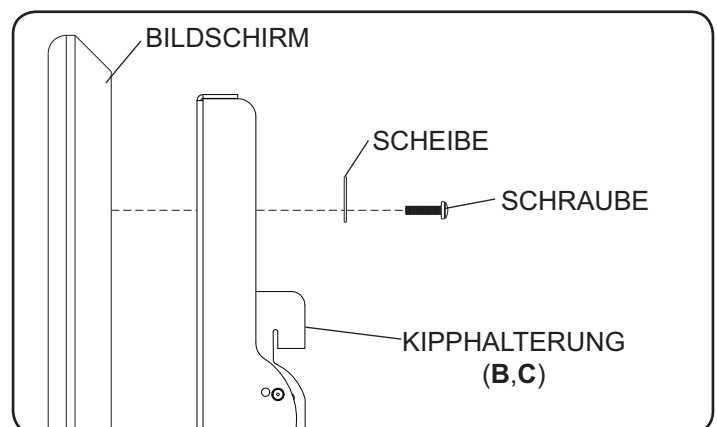 BILDSCHIRM
SCHEIBE
SCHRAUBE
KIPPHALTERUNG
(B,C)